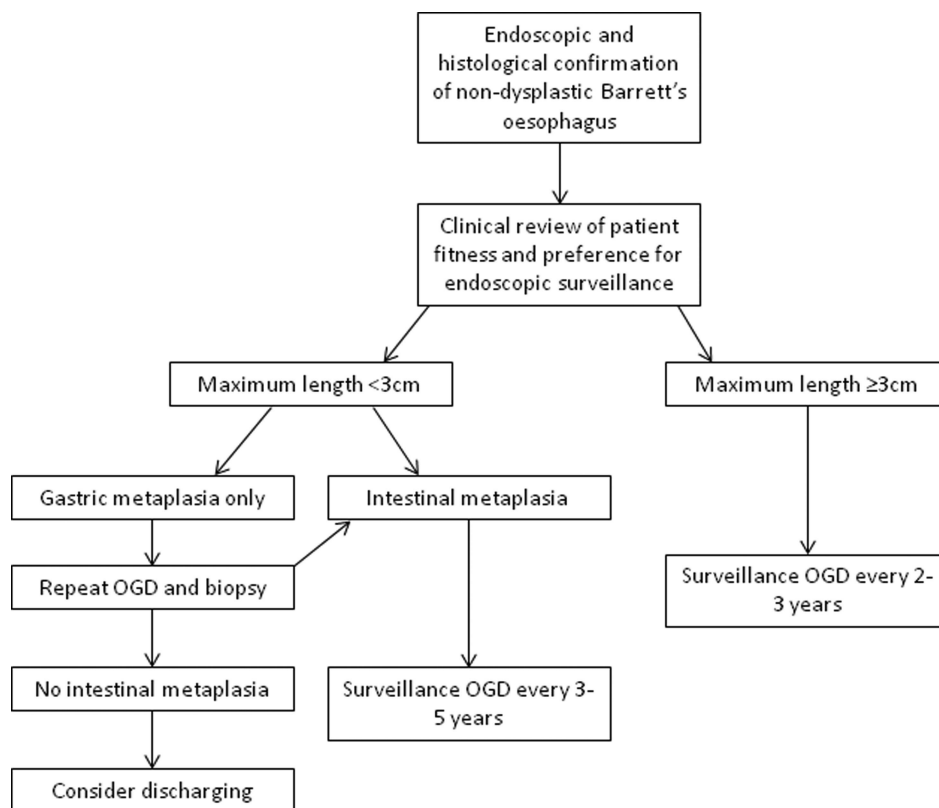 Endoscopic and
histological confirmation
of non-dysplastic Barrett's
oesophagus
Clinical review of patient
fitness and preference for
endoscopic surveillance
Maximum length <3cm
Maximum length ≥3cm
Gastric metaplasia only
Intestinal metaplasia
Repeat OGD and biopsy
Surveillance OGD every 2-
3 years
No intestinal metaplasia
Surveillance OGD every 3-
5 years
Consider discharging